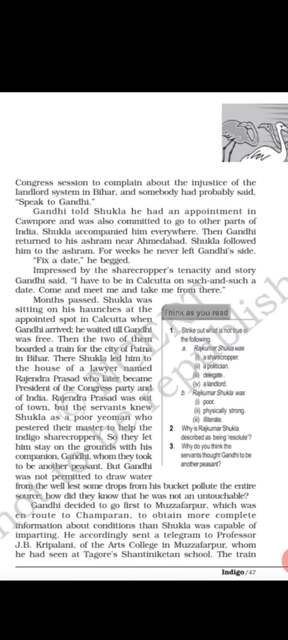 Congress session to complain about the injustice of the
landlord system in Bihar, and somebody had probably said,
“Speak to Gandhi.”
Gandhi told Shukla he had an appointment in
Cawnpore and was also committed to go to other parts of
India. Shukla accompanied him everywhere. Then Gandhi
returned to his ashram near Ahmedabad. Shukla followed
him to the ashram. For weeks he never left Gandhi's side.
“Fix a date,” he begged.
Impressed by the sharecropper's tenacity and story
Gandhi said, “I have to be in Calcutta on such-and-such
a date. Come and meet me and take me from there.”
Months passed. Shukla was
sitting on his haunches at the
appointed spot in Calcutta when
Gandhi arrived; he waited till Gandhi
was free. Then the two of them
boarded a train for the city of Patna
in Bihar. There Shukla led him to
the house of a lawyer named
Rajendra Prasad who later became
President of the Congress party and
of India. Rajendra Prasad was out
of town, but the servants knew
Shukla as a poor yeoman who
pestered their master to help the
indigo sharecroppers. So they let
him stay on the grounds with his
companion, Gandhi, whom they took
to be another peasant. But Gandhi
was not permitted to draw water
from the well lest some drops from his bucket pollute the entire
source; how did they know that he was not an untouchable?
Gandhi decided to go first to Muzzafarpur, which was
en route to Champaran, to obtain more complete
information about conditions than Shukla was capable of
imparting. He accordingly sent a telegram to Professor
J.B. Kripalani, of the Arts College in Muzzafarpur, whom
he had seen at Tagore's Shantiniketan school. The train
Think as you read
1. Strike out what is not true in
the following.
a. Rajkumar Shukla was
(i) a sharecropper.
(ii) a politician.
(iii) delegate.
(iv) a landlord.
b. Rajkumar Shukla was
(i) poor.
(ii) physically strong.
(iii) illiterate.
2. Why is Rajkumar Shukla
described as being ‘resolute’?
3. Why do you think the
servants thought Gandhi to be
another peasant?
Indigo/47
not to be republished